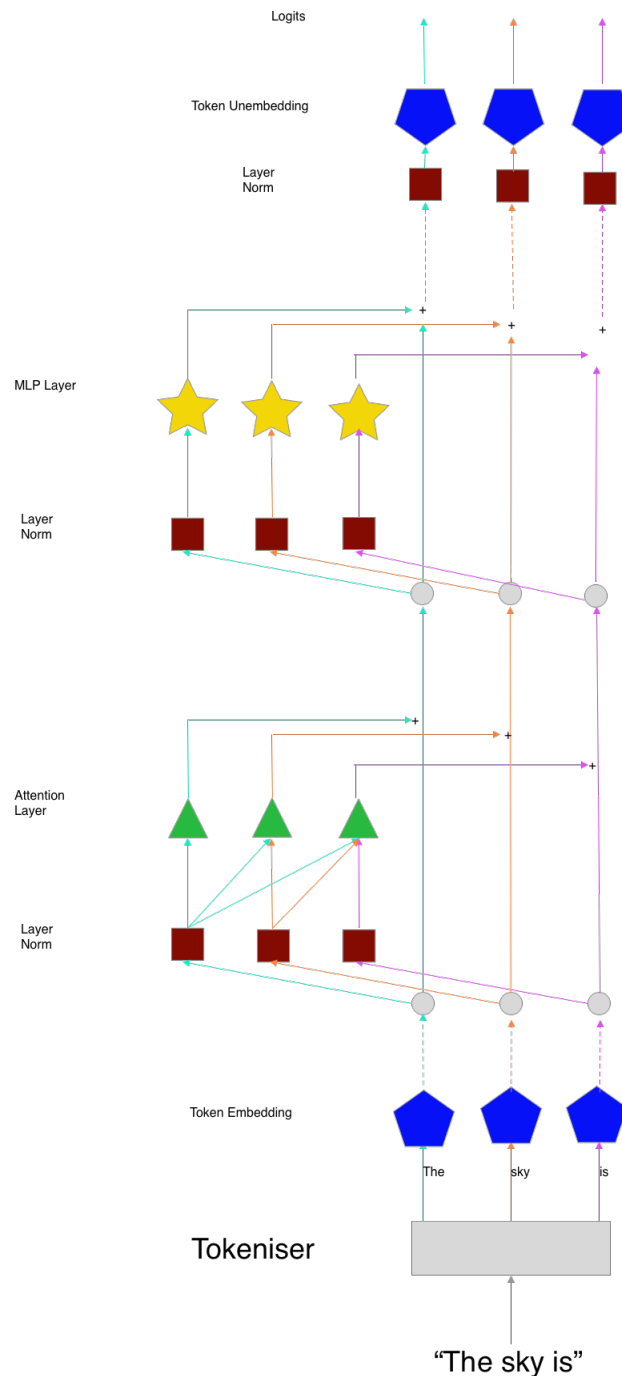 Logits
Token Unembedding
Layer
Norm
+
+
+
MLP Layer
Layer
Norm
+
+
+
Attention
Layer
Layer
Norm
Token Embedding
The sky is
Tokeniser
“The sky is”